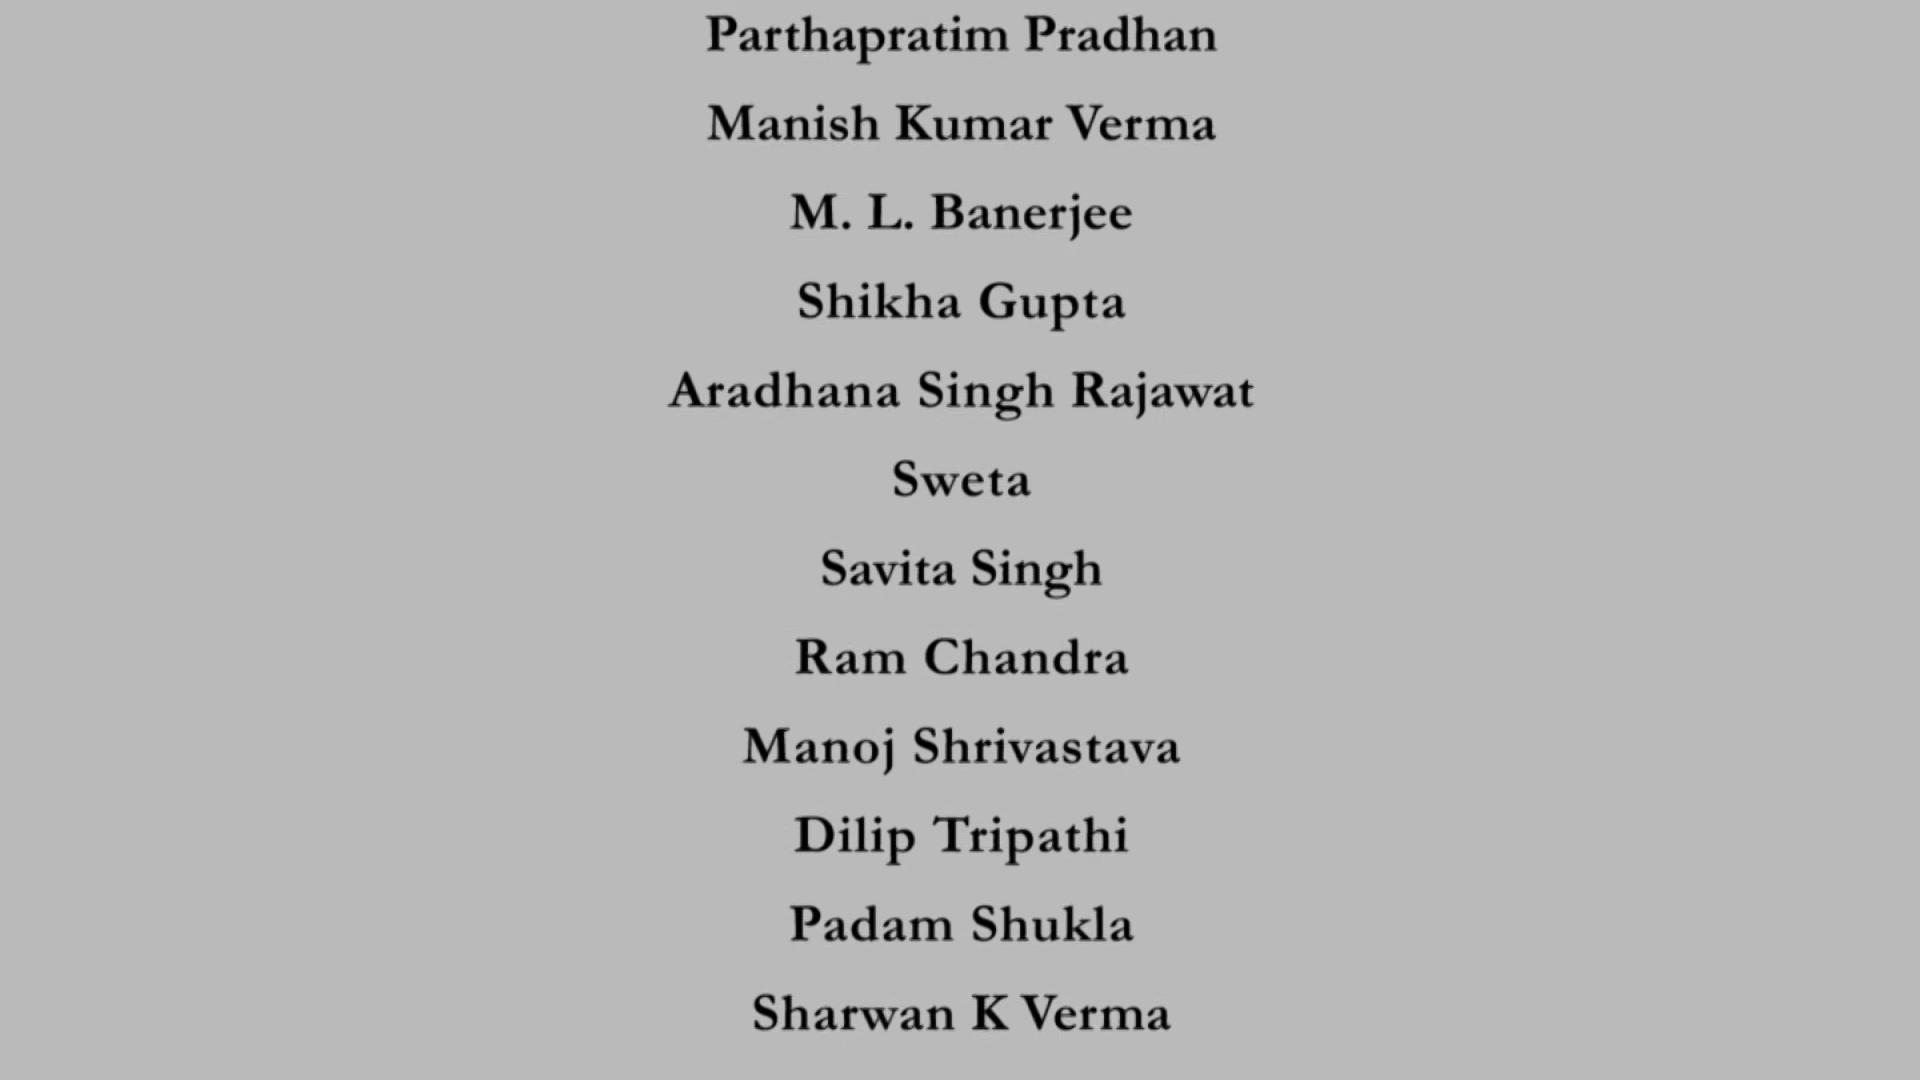 Parthapratim Pradhan
Manish Kumar Verma
M. L. Banerjee
Shikha Gupta
Aradhana Singh Rajawat
Sweta
Savita Singh
Ram Chandra
Manoj Shrivastava
Dilip Tripathi
Padam Shukla
Sharwan K Verma